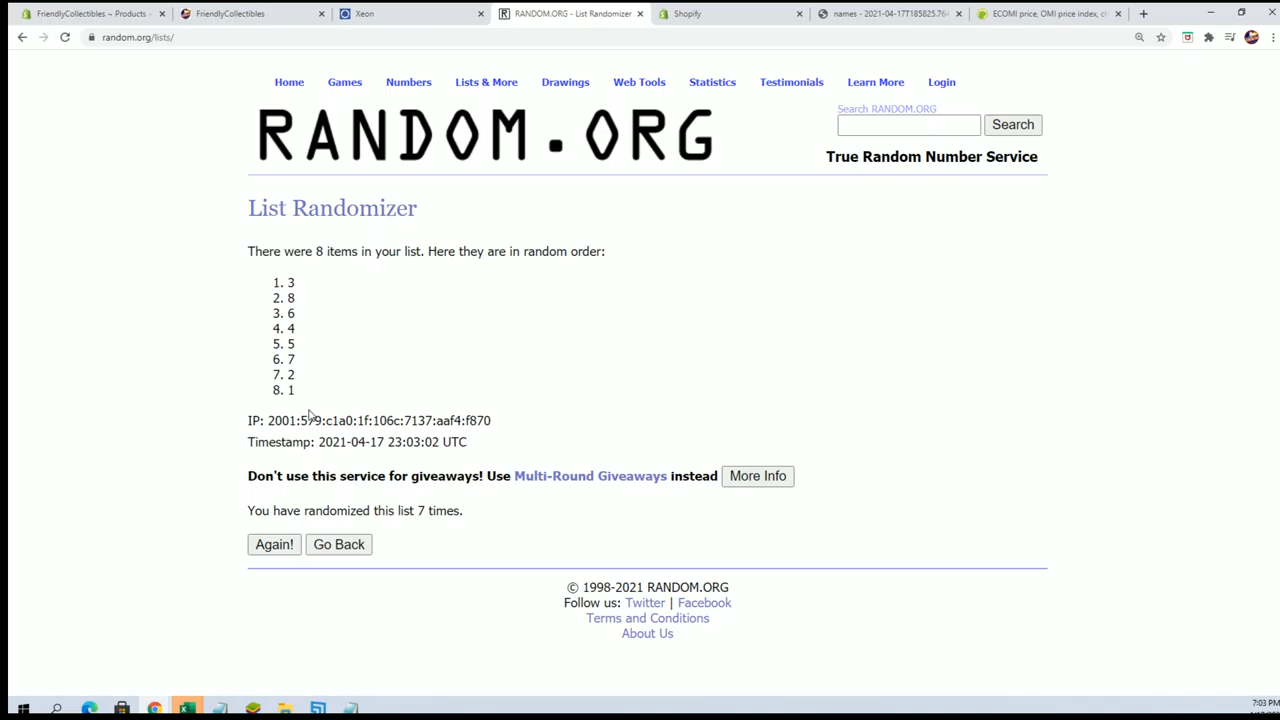 FriendlyCollectibles ~ Products ~
FriendlyCollectibles
Xeon
RANDOM.ORG - List Randomizer
Shopify
names - 2021-04-17T185825.76
ECOMI price, OMI price index, c
random.org/lists/
Home Games Numbers Lists & More Drawings Web Tools Statistics Testimonials Learn More Login
RANDOM.ORG
Search RANDOM.ORG
Search
True Random Number Service
List Randomizer
There were 8 items in your list. Here they are in random order:
1. 3
2. 8
3. 6
4. 4
5. 5
6. 7
7. 2
8. 1
IP: 2001:579:c1a0:1f:106c:7137:aaf4:f870
Timestamp: 2021-04-17 23:03:02 UTC
Don't use this service for giveaways! Use Multi-Round Giveaways instead More Info
You have randomized this list 7 times.
Again! Go Back
© 1998-2021 RANDOM.ORG
Follow us: Twitter | Facebook
Terms and Conditions
About Us
7:03 PM